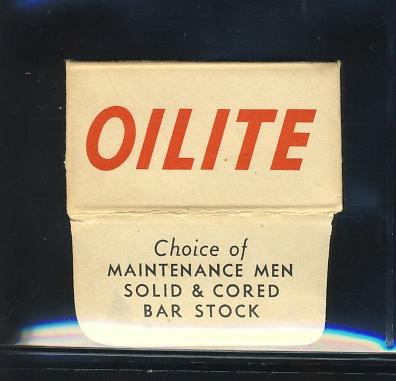 OILITE
Choice of
MAINTENANCE MEN
SOLID & CORED
BAR STOCK